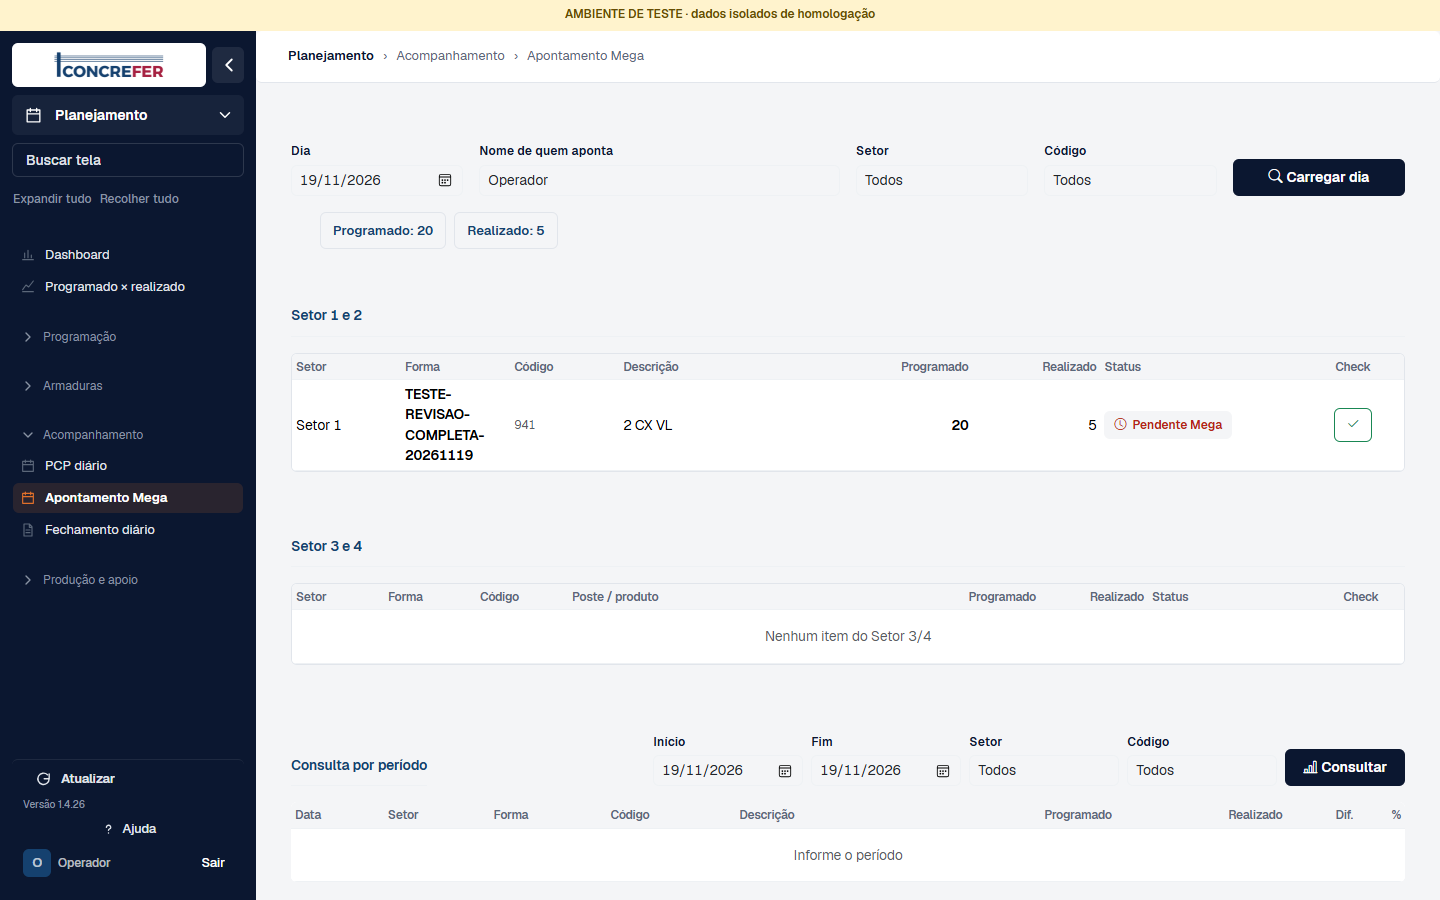 AMBIENTE DE TESTE · dados isolados de homologação
CONCREFER
Planejamento
Buscar tela
Expandir tudo Recolher tudo
Dashboard
Programado × realizado
Programação
Armaduras
Acompanhamento
PCP diário
Apontamento Mega
Fechamento diário
Produção e apoio
Atualizar
Versão 1.4.26
? Ajuda
O Operador Sair
Planejamento › Acompanhamento › Apontamento Mega
Dia Nome de quem aponta Setor Código
19/11/2026 Operador Todos Todos Carregar dia
Programado: 20 Realizado: 5
Setor 1 e 2
Setor Forma Código Descrição Programado Realizado Status Check
Setor 1 TESTE-REVISAO-COMPLETA-20261119 941 2 CX VL 20 5 Pendente Mega
Setor 3 e 4
Setor Forma Código Poste / produto Programado Realizado Status Check
Nenhum item do Setor 3/4
Consulta por período
Início Fim Setor Código
19/11/2026 19/11/2026 Todos Todos Consultar
Data Setor Forma Código Descrição Programado Realizado Dif. %
Informe o período